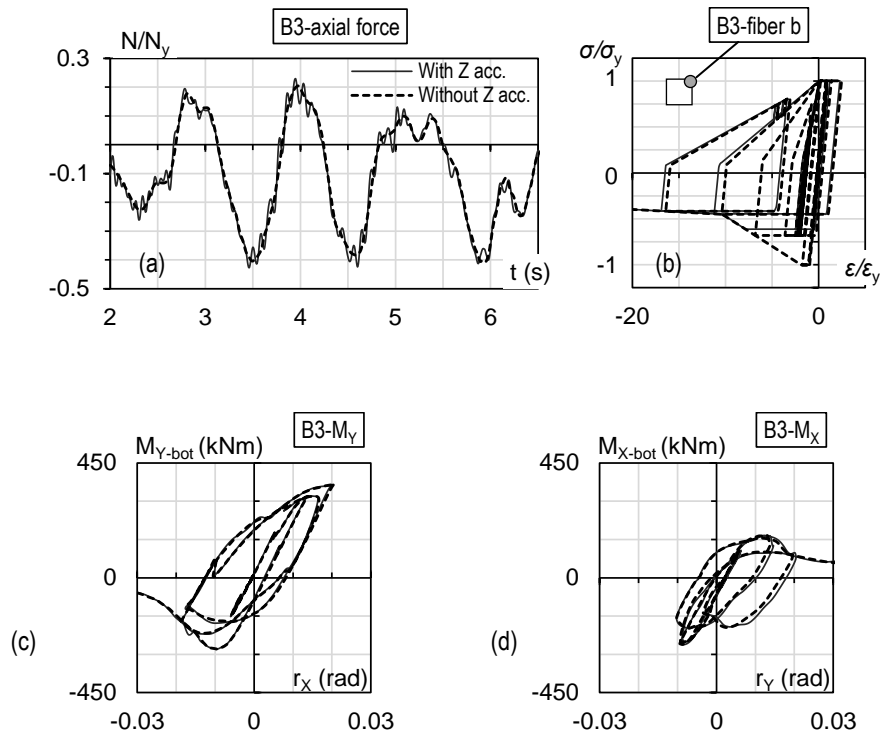 B3-axial force
N/Ny
0.3
With Z acc.
Without Z acc.
-0.1
(a)
t (s)
-0.5
2 3 4 5 6
B3-fiber b
σ/σy
1
0
(b)
-1
ε/εy
-20 0
B3-MY
MY-bot (kNm)
450
0
(c)
rX (rad)
-450
-0.03 0 0.03
B3-MX
MX-bot (kNm)
450
0
(d)
rY (rad)
-450
-0.03 0 0.03